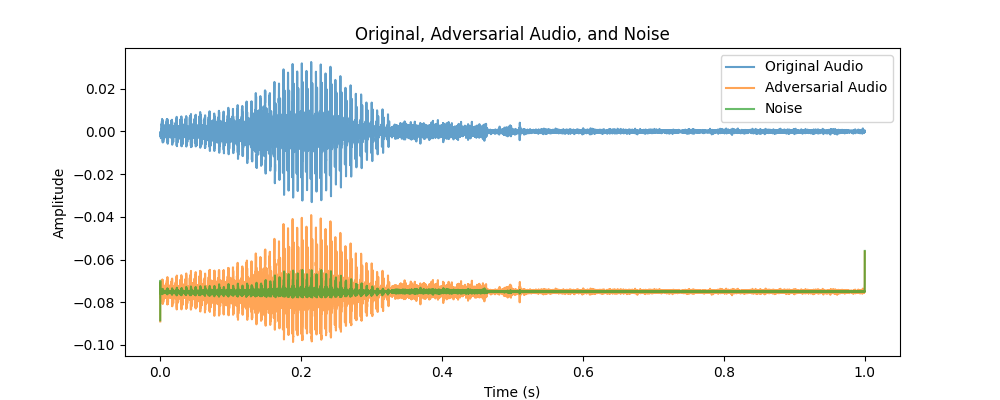 Original, Adversarial Audio, and Noise
Original Audio
Adversarial Audio
Noise
Amplitude
0.02
0.00
−0.02
−0.04
−0.06
−0.08
−0.10
0.0 0.2 0.4 0.6 0.8 1.0
Time (s)